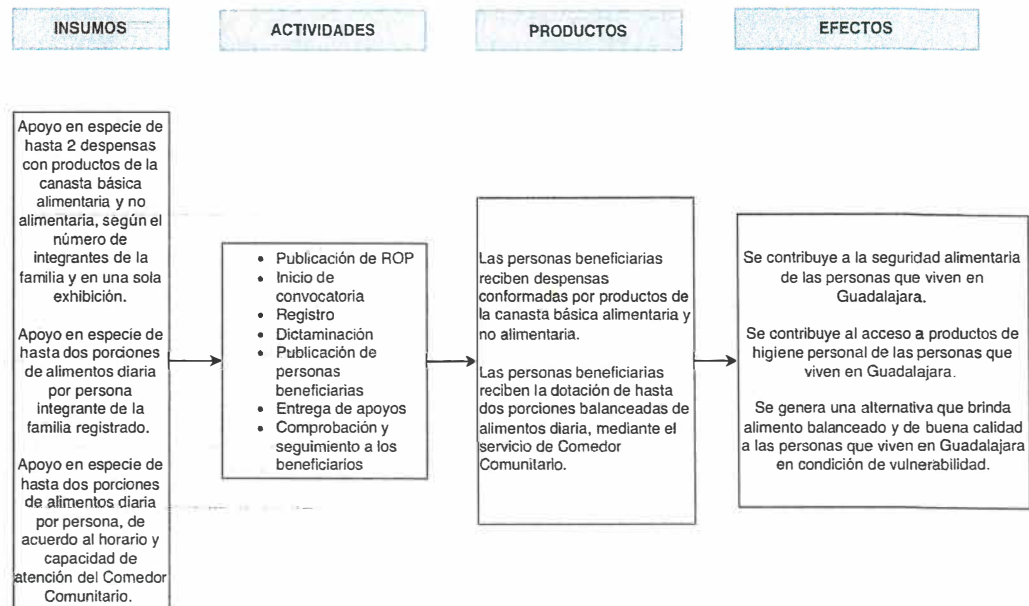 INSUMOS
ACTIVIDADES
PRODUCTOS
EFECTOS
Apoyo en especie de
hasta 2 despensas
con productos de la
canasta básica
alimentaria y no
alimentaria, según el
número de
integrantes de la
familia y en una sola
exhibición.
Apoyo en especie de
hasta dos porciones
de alimentos diaria
por persona
integrante de la
familia registrado.
Apoyo en especie de
hasta dos porciones
de alimentos diaria
por persona, de
acuerdo al horario y
capacidad de
atención del Comedor
Comunitario.
• Publicación de ROP
• Inicio de
convocatoria
• Registro
• Dictaminación
• Publicación de
personas
beneficiarias
• Entrega de apoyos
• Comprobación y
seguimiento a los
beneficiarios
Las personas beneficiarias
reciben despensas
conformadas por productos de
la canasta básica alimentaria y
no alimentaria.
Las personas beneficiarias
reciben la dotación de hasta
dos porciones balanceadas de
alimentos diaria, mediante el
servicio de Comedor
Comunitario.
Se contribuye a la seguridad alimentaria
de las personas que viven en
Guadalajara.
Se contribuye al acceso a productos de
higiene personal de las personas que
viven en Guadalajara.
Se genera una alternativa que brinda
alimento balanceado y de buena calidad
a las personas que viven en Guadalajara
en condición de vulnerabilidad.